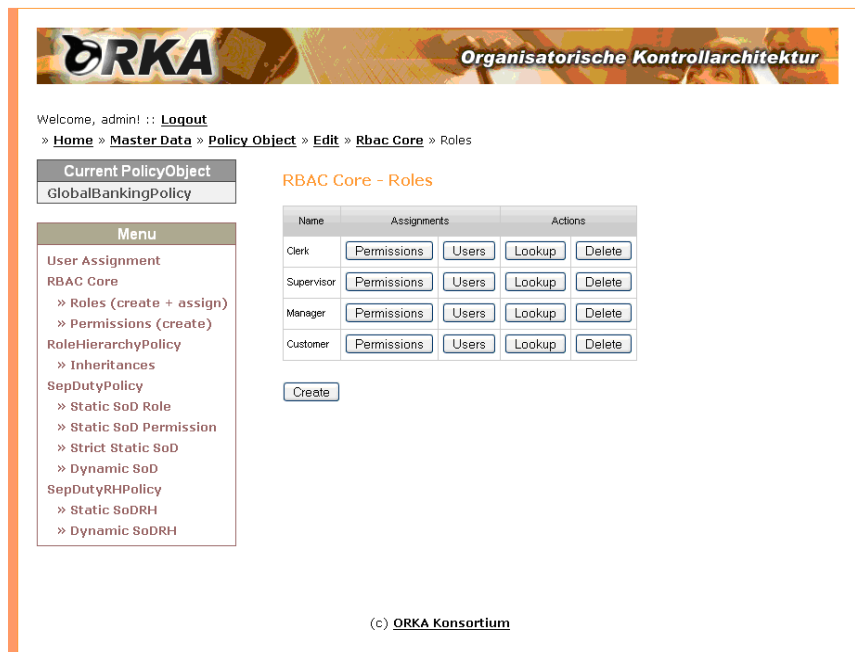 ORKA
Organisatorische Kontrollarchitektur
Welcome, admin! :: Logout
» Home » Master Data » Policy Object » Edit » Rbac Core » Roles
Current PolicyObject
GlobalBankingPolicy
Menu
User Assignment
RBAC Core
» Roles (create + assign)
» Permissions (create)
RoleHierarchyPolicy
» Inheritances
SepDutyPolicy
» Static SoD Role
» Static SoD Permission
» Strict Static SoD
» Dynamic SoD
SepDutyRHPolicy
» Static SoDRH
» Dynamic SoDRH
RBAC Core - Roles
Name Assignments Actions
Clerk Permissions Users Lookup Delete
Supervisor Permissions Users Lookup Delete
Manager Permissions Users Lookup Delete
Customer Permissions Users Lookup Delete
Create
(c) ORKA Konsortium